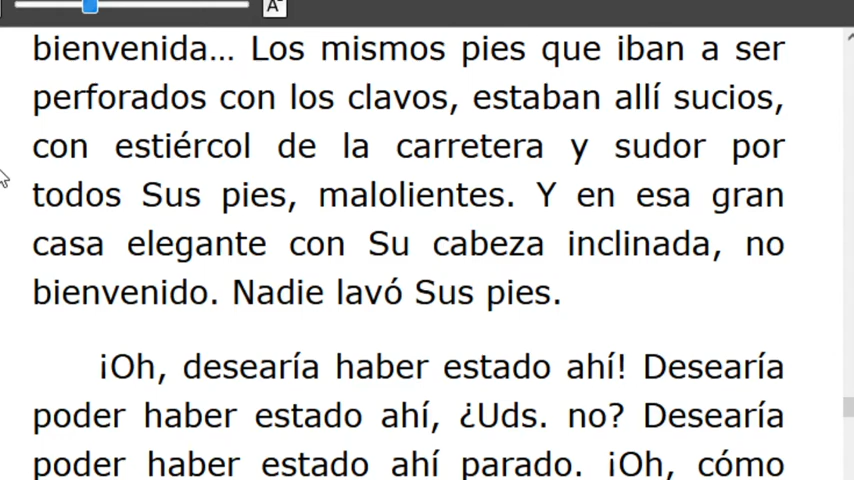 A
bienvenida... Los mismos pies que iban a ser
perforados con los clavos, estaban allí sucios,
con estiércol de la carretera y sudor por
todos Sus pies, malolientes. Y en esa gran
casa elegante con Su cabeza inclinada, no
bienvenido. Nadie lavó Sus pies.
¡Oh, desearía haber estado ahí! Desearía
poder haber estado ahí, ¿Uds. no? Desearía
poder haber estado ahí parado. ¡Oh, cómo